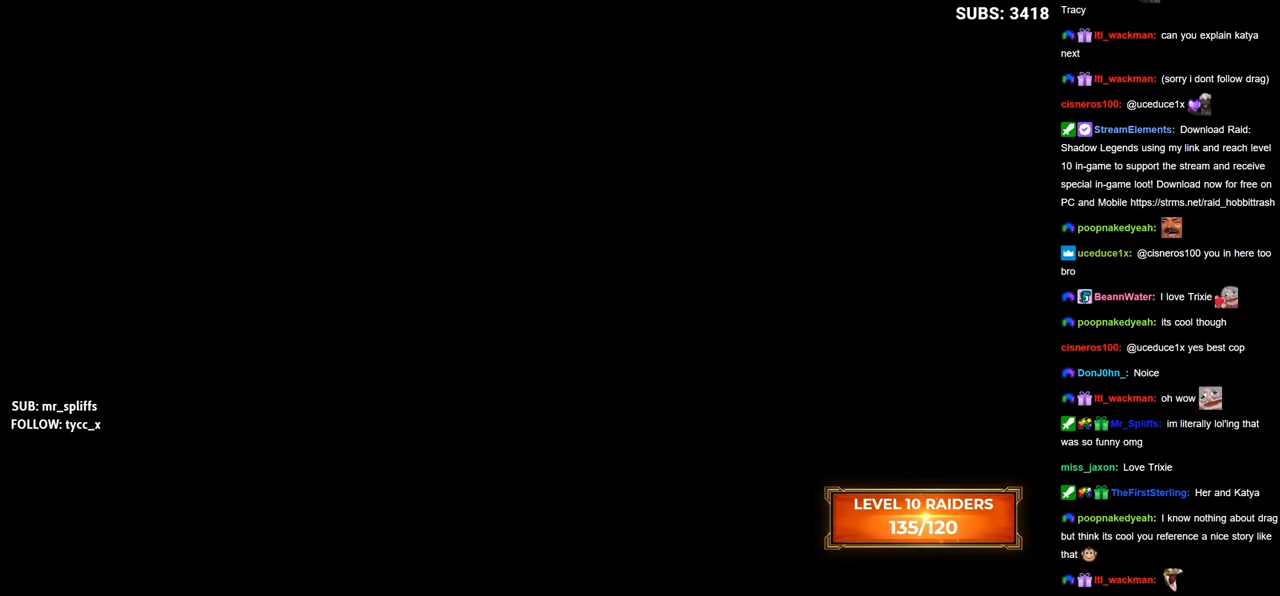 SUBS: 3418
SUB: mr_spliffs
FOLLOW: tycc_x
LEVEL 10 RAIDERS
135/120
Tracy
ltl_wackman: can you explain katya
next
ltl_wackman: (sorry i dont follow drag)
cisneros100: @uceduce1x
StreamElements: Download Raid:
Shadow Legends using my link and reach level
10 in-game to support the stream and receive
special in-game loot! Download now for free on
PC and Mobile https://strms.net/raid_hobbittrash
poopnakedyeah:
uceduce1x: @cisneros100 you in here too
bro
BeannWater: I love Trixie
poopnakedyeah: its cool though
cisneros100: @uceduce1x yes best cop
DonJ0hn_: Noice
ltl_wackman: oh wow
Mr_Spliffs: im literally lol'ing that
was so funny omg
miss_jaxon: Love Trixie
TheFirstSterling: Her and Katya
poopnakedyeah: I know nothing about drag
but think its cool you reference a nice story like
that
ltl_wackman: